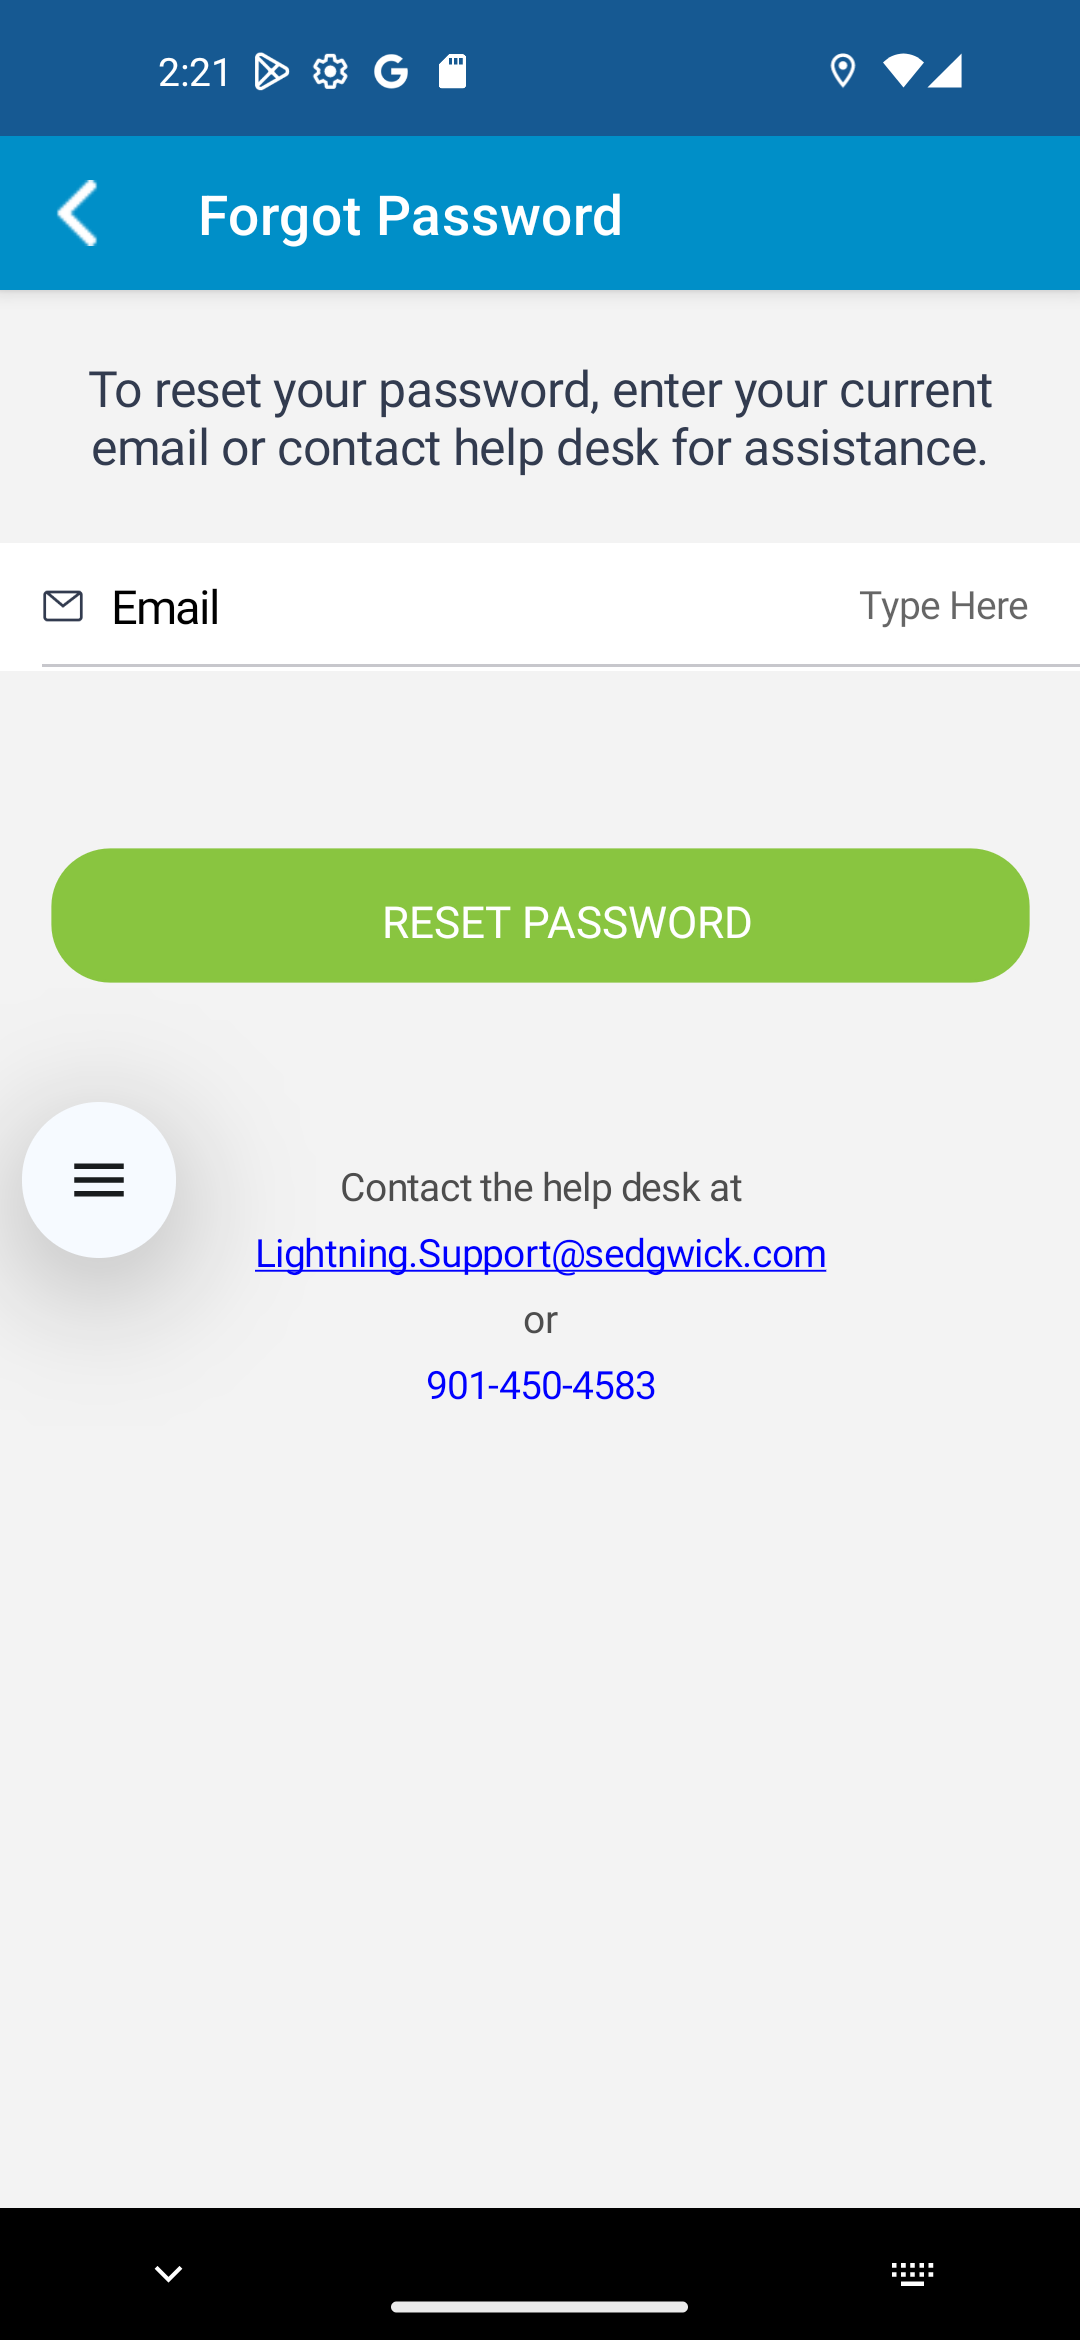 2:21
Forgot Password
To reset your password, enter your current
email or contact help desk for assistance.
Email
Type Here
RESET PASSWORD
Contact the help desk at
Lightning.Support@sedgwick.com
or
901-450-4583